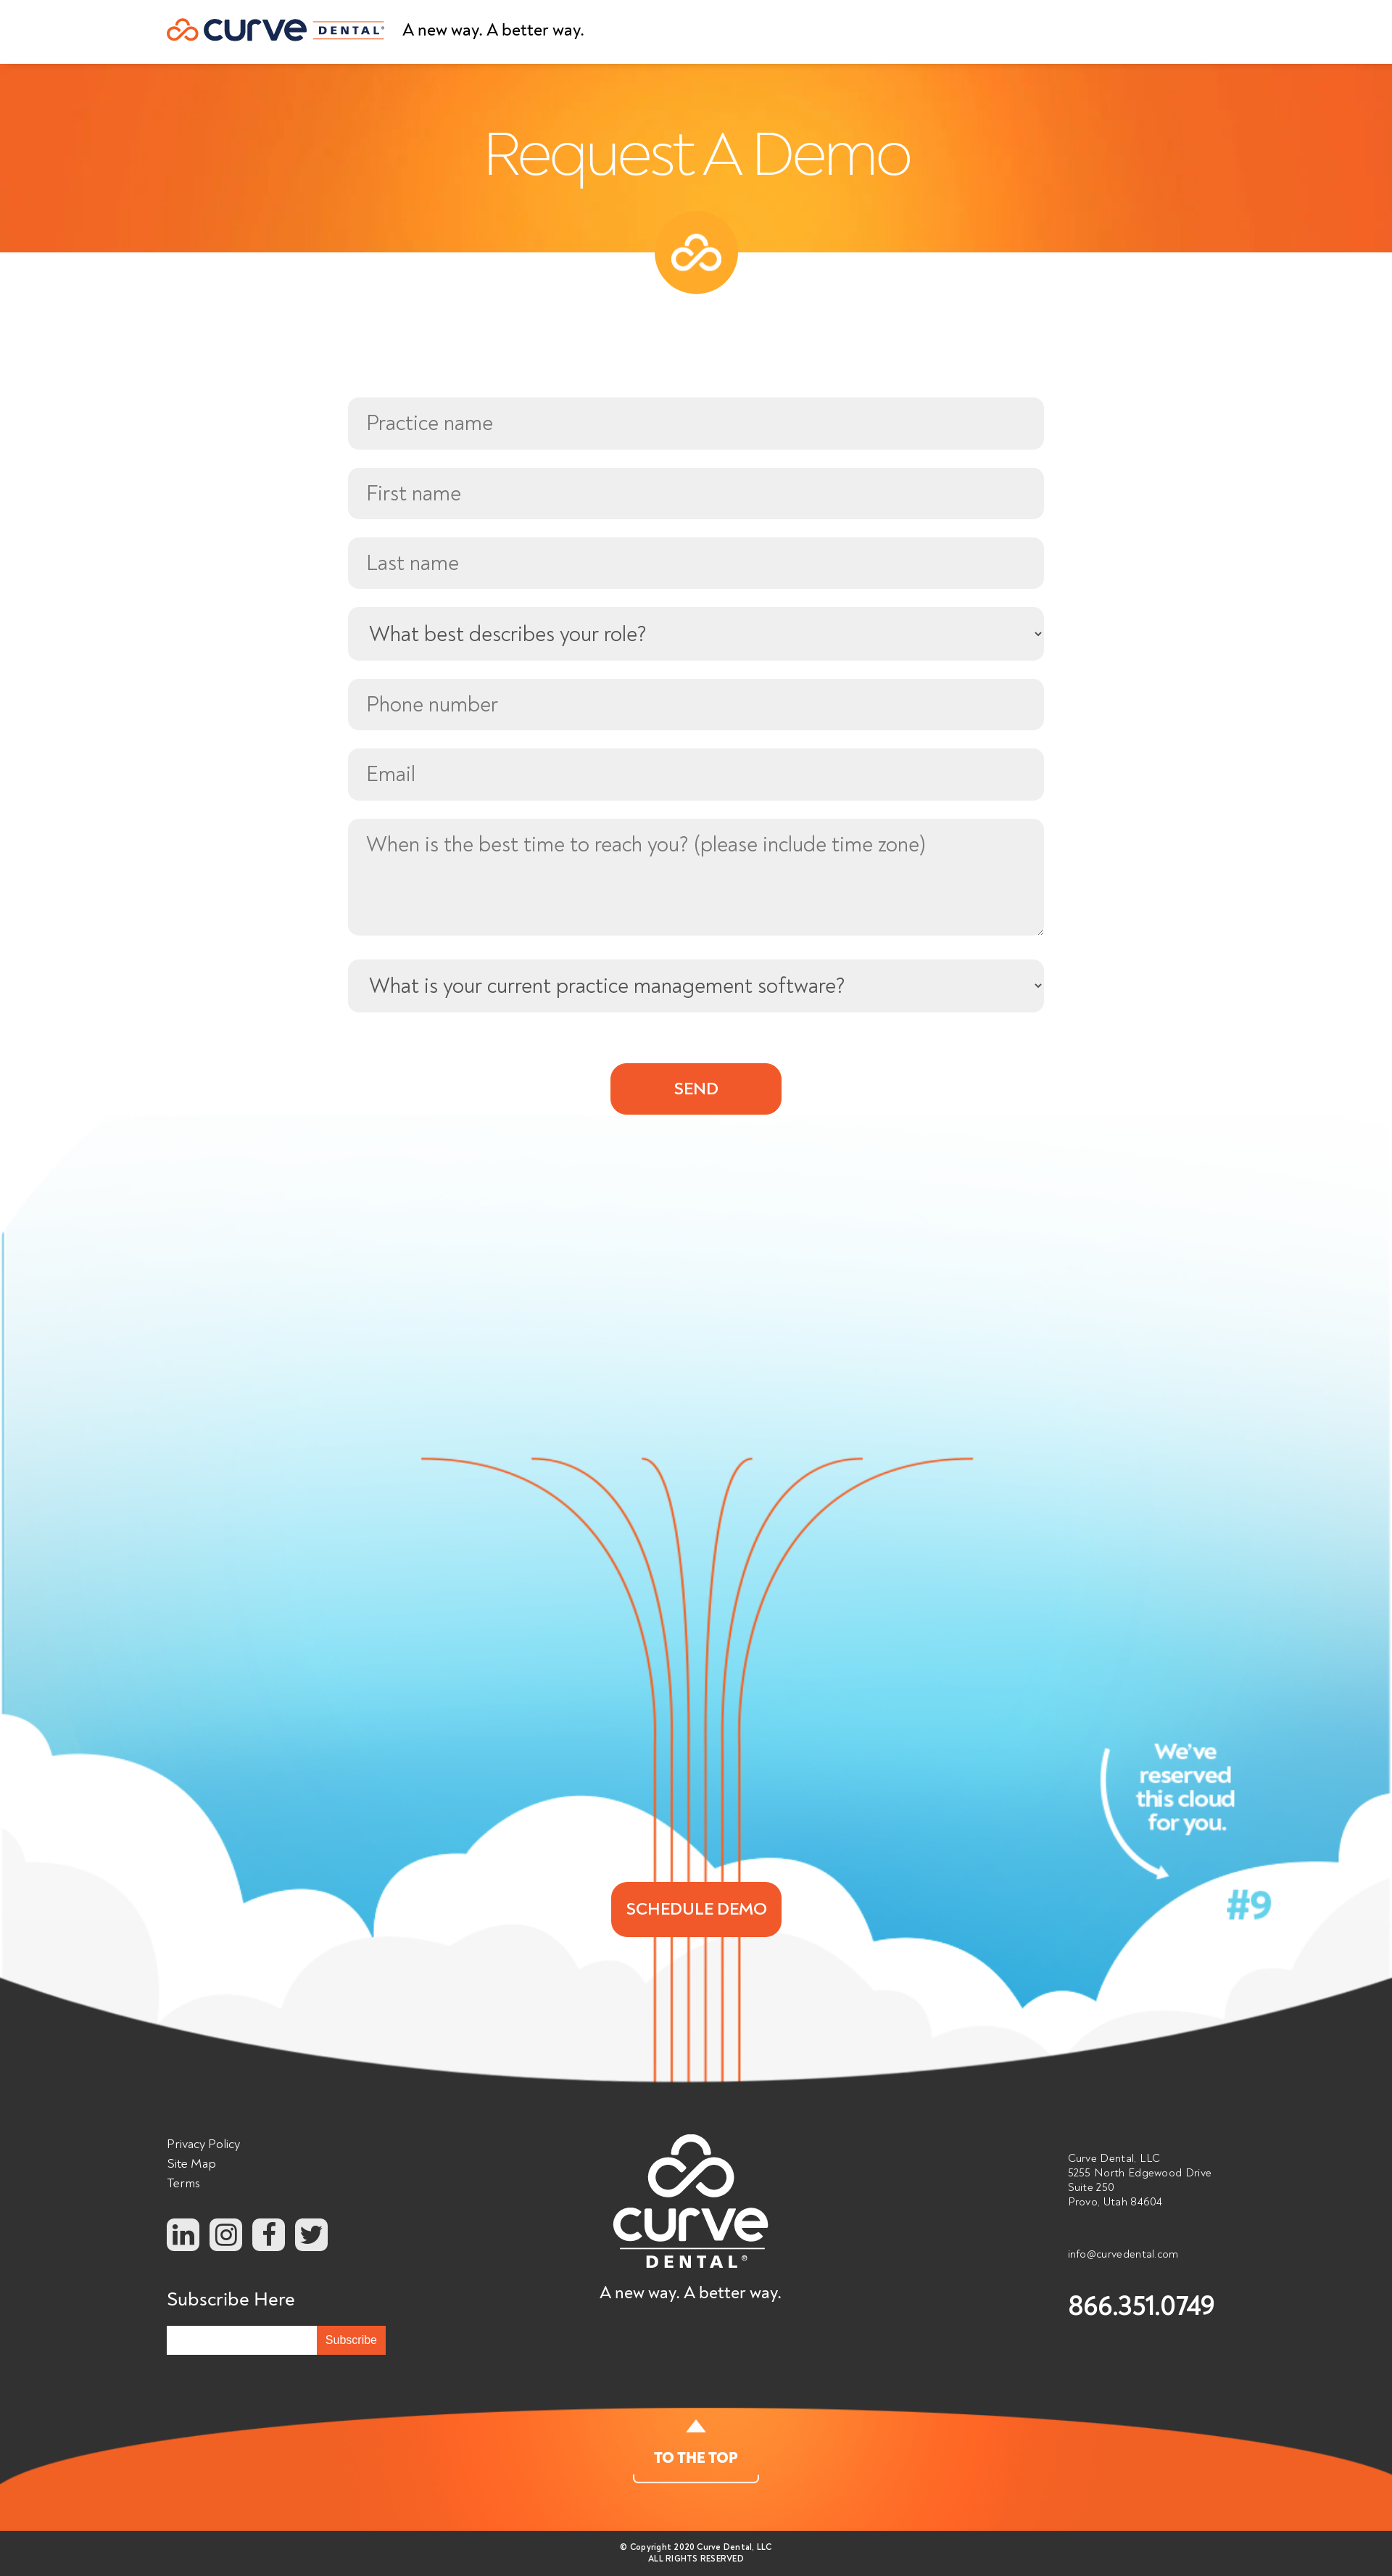 curve DENTAL® A new way. A better way.
Request A Demo
Practice name
First name
Last name
What best describes your role?
Phone number
Email
When is the best time to reach you? (please include time zone)
What is your current practice management software?
SEND
We've
reserved
this cloud
for you.
#9
SCHEDULE DEMO
Privacy Policy
Site Map
Terms
in
f
Subscribe Here
Subscribe
curve
DENTAL®
A new way. A better way.
Curve Dental, LLC
5255 North Edgewood Drive
Suite 250
Provo, Utah 84604
info@curvedental.com
866.351.0749
TO THE TOP
© Copyright 2020 Curve Dental, LLC
ALL RIGHTS RESERVED